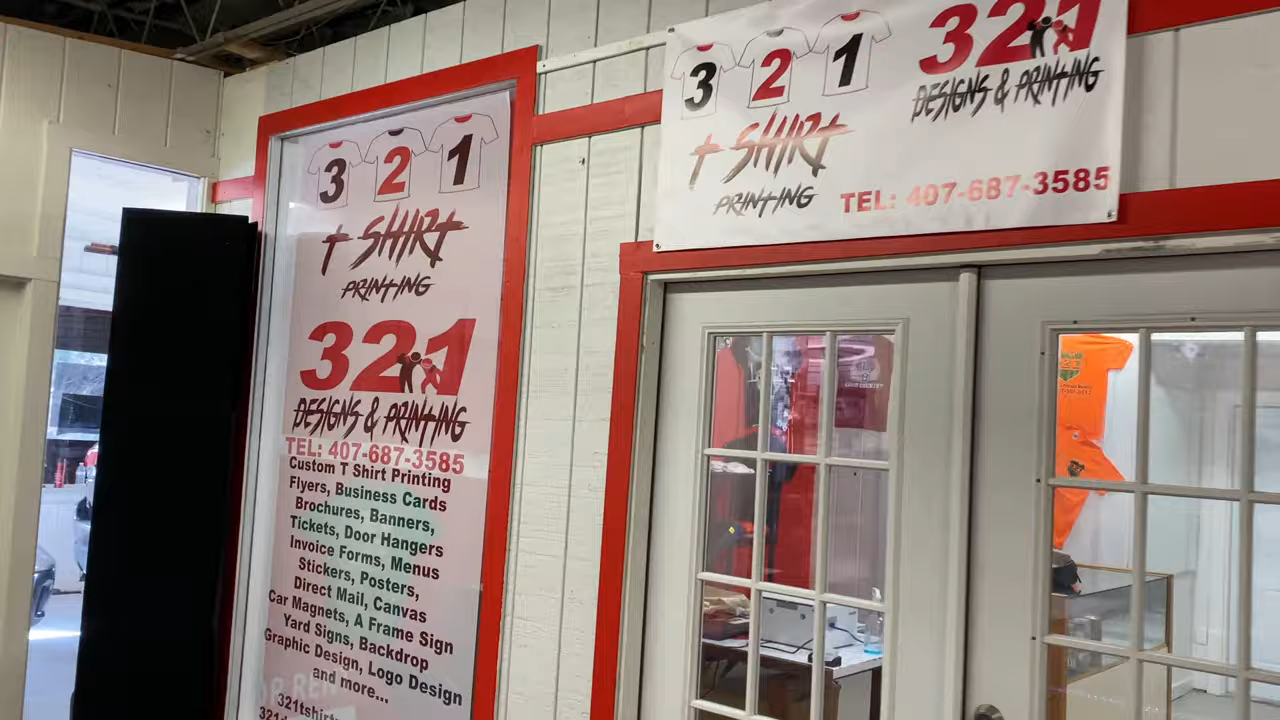 3 2 1
T SHIRT
PRINTING
321
DESIGNS & PRINTING
TEL: 407-687-3585
Custom T Shirt Printing
Flyers, Business Cards
Brochures, Banners,
Tickets, Door Hangers
Invoice Forms, Menus
Stickers, Posters,
Direct Mail, Canvas
Car Magnets, A Frame Sign
Yard Signs, Backdrop
Graphic Design, Logo Design
and more...
3 2 1
T SHIRT
PRINTING
321
DESIGNS & PRINTING
TEL: 407-687-3585